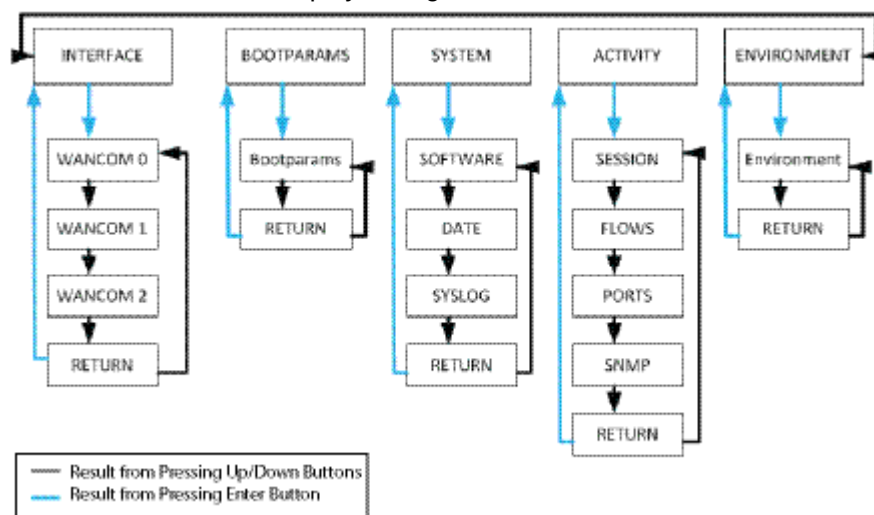 INTERFACE BOOTPARAMS SYSTEM ACTIVITY ENVIRONMENT
WANCOM 0 Bootparams SOFTWARE SESSION Environment
WANCOM 1 RETURN DATE FLOWS RETURN
WANCOM 2 SYSLOG PORTS
RETURN RETURN SNMP
RETURN
Result from Pressing Up/Down Buttons
Result from Pressing Enter Button